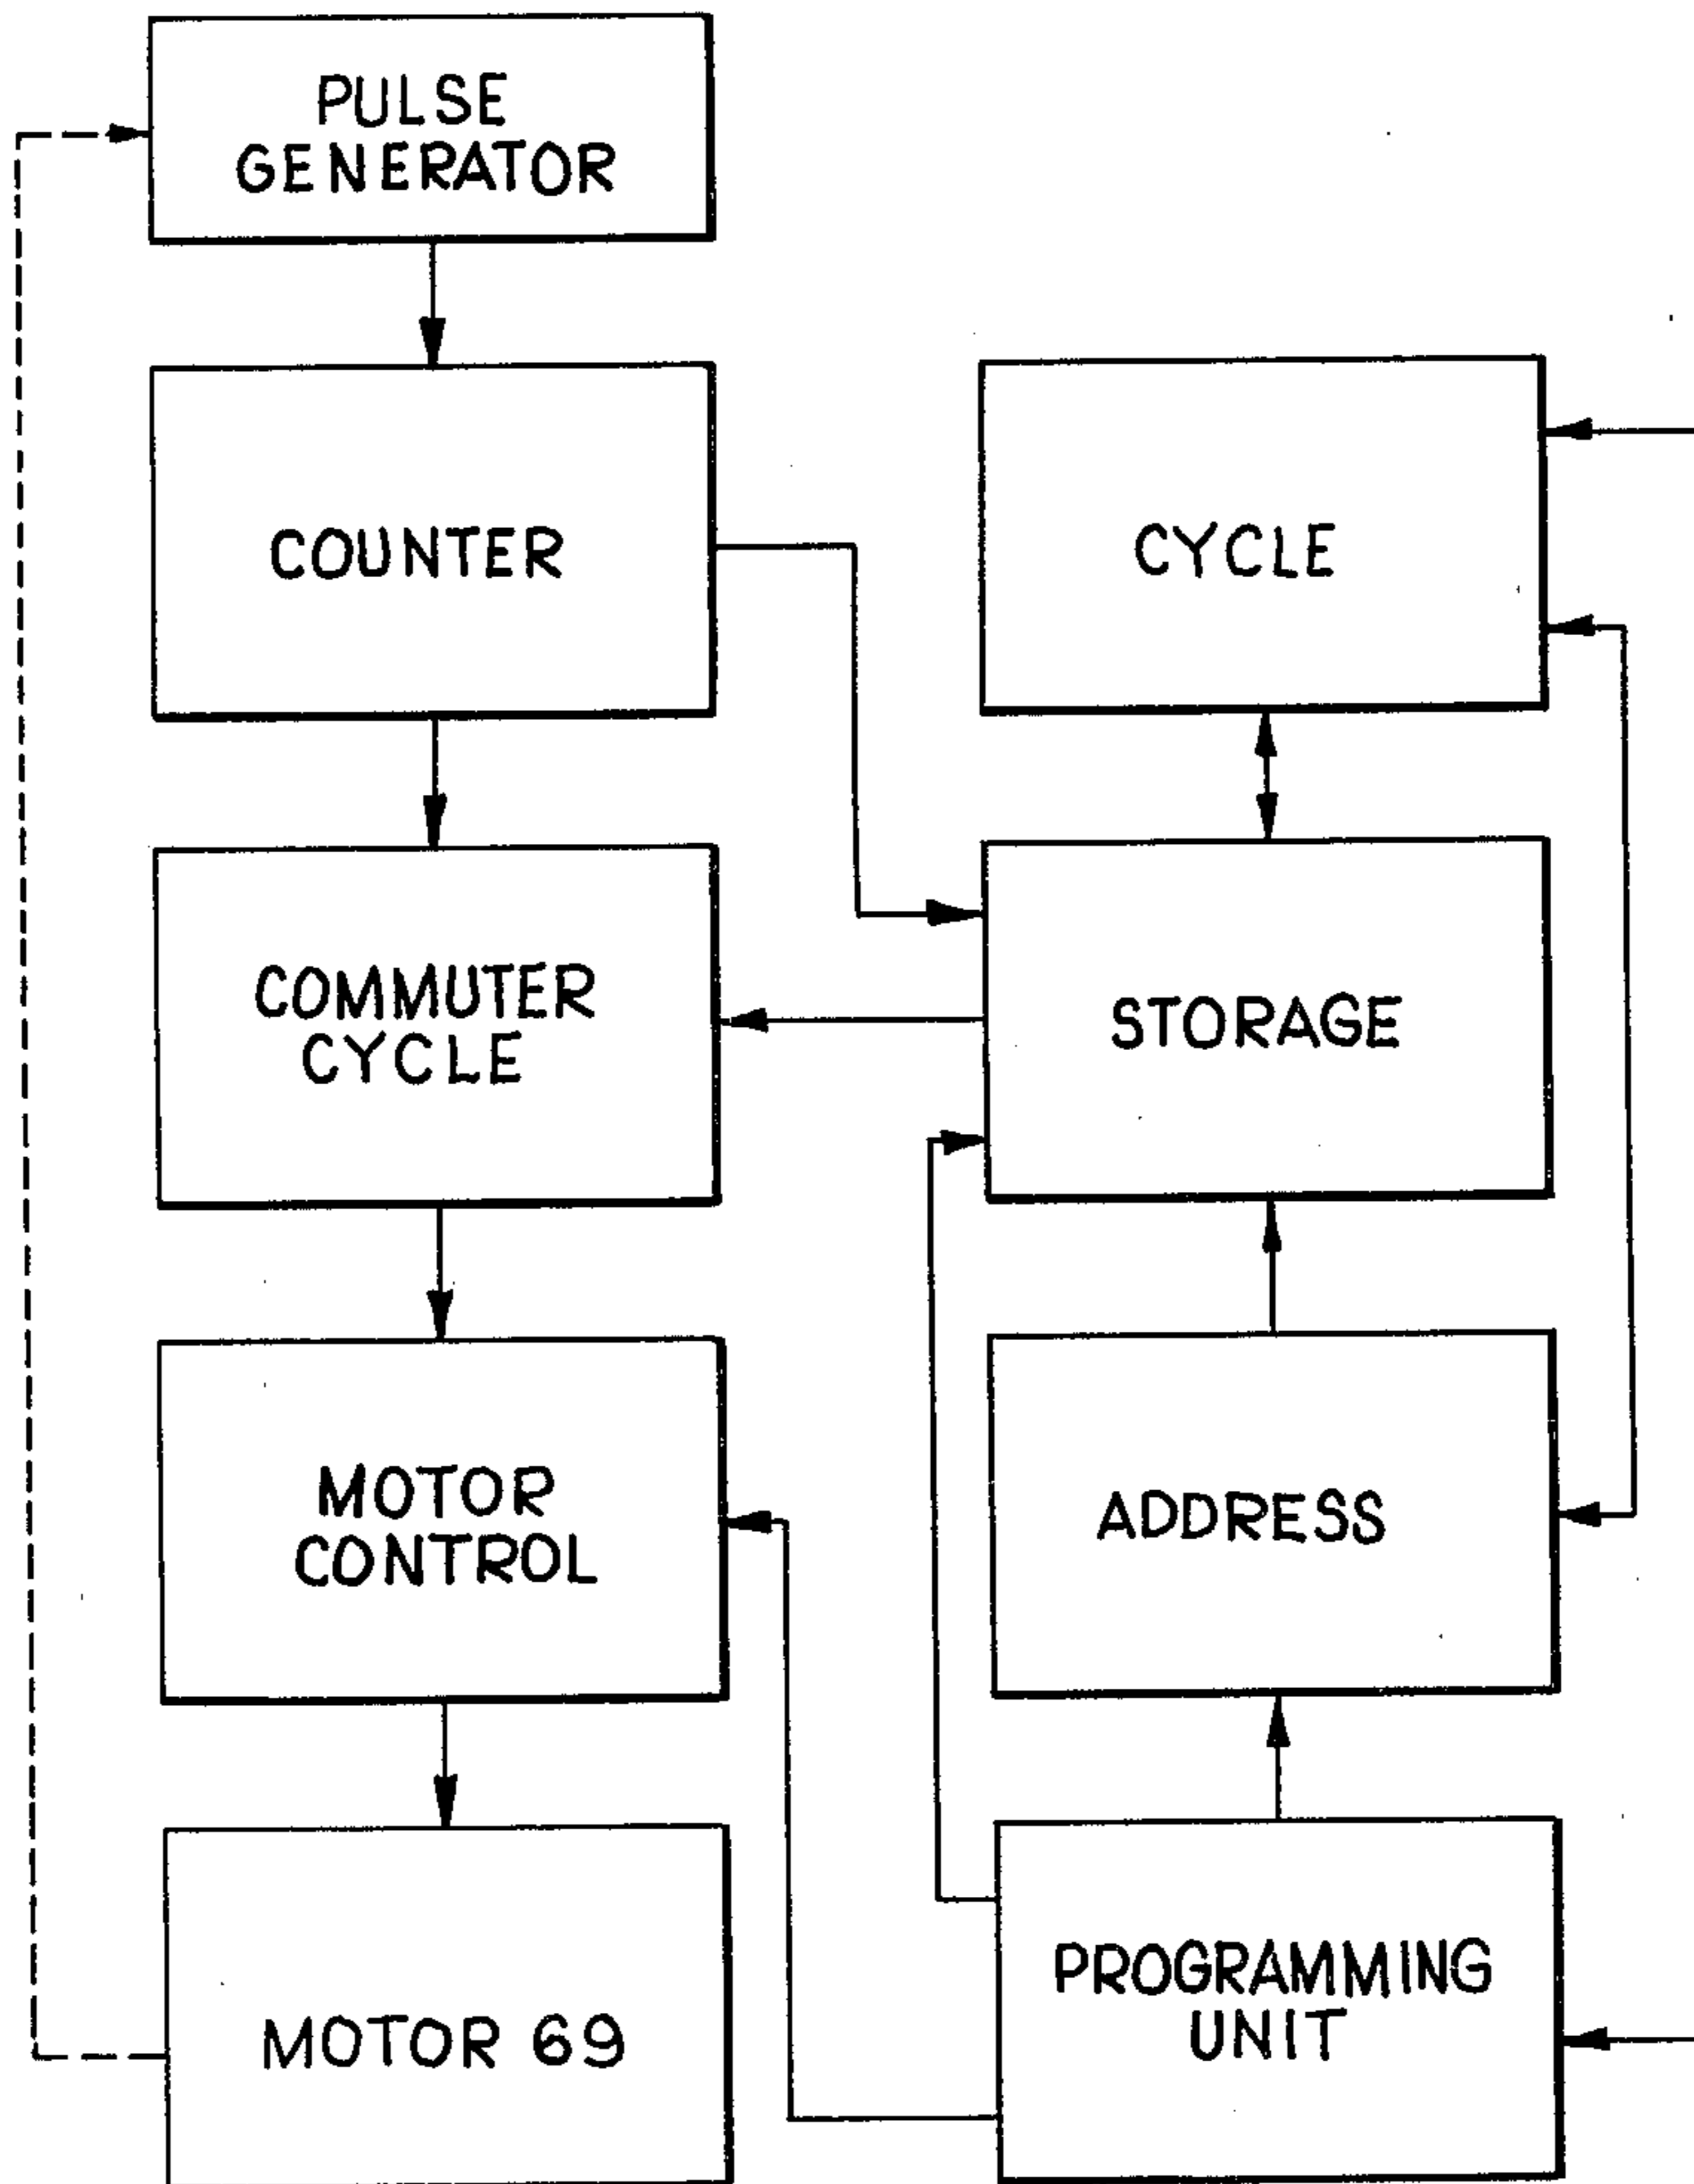 PULSE
GENERATOR
COUNTER
CYCLE
COMMUTER
CYCLE
STORAGE
MOTOR
CONTROL
ADDRESS
MOTOR 69
PROGRAMMING
UNIT